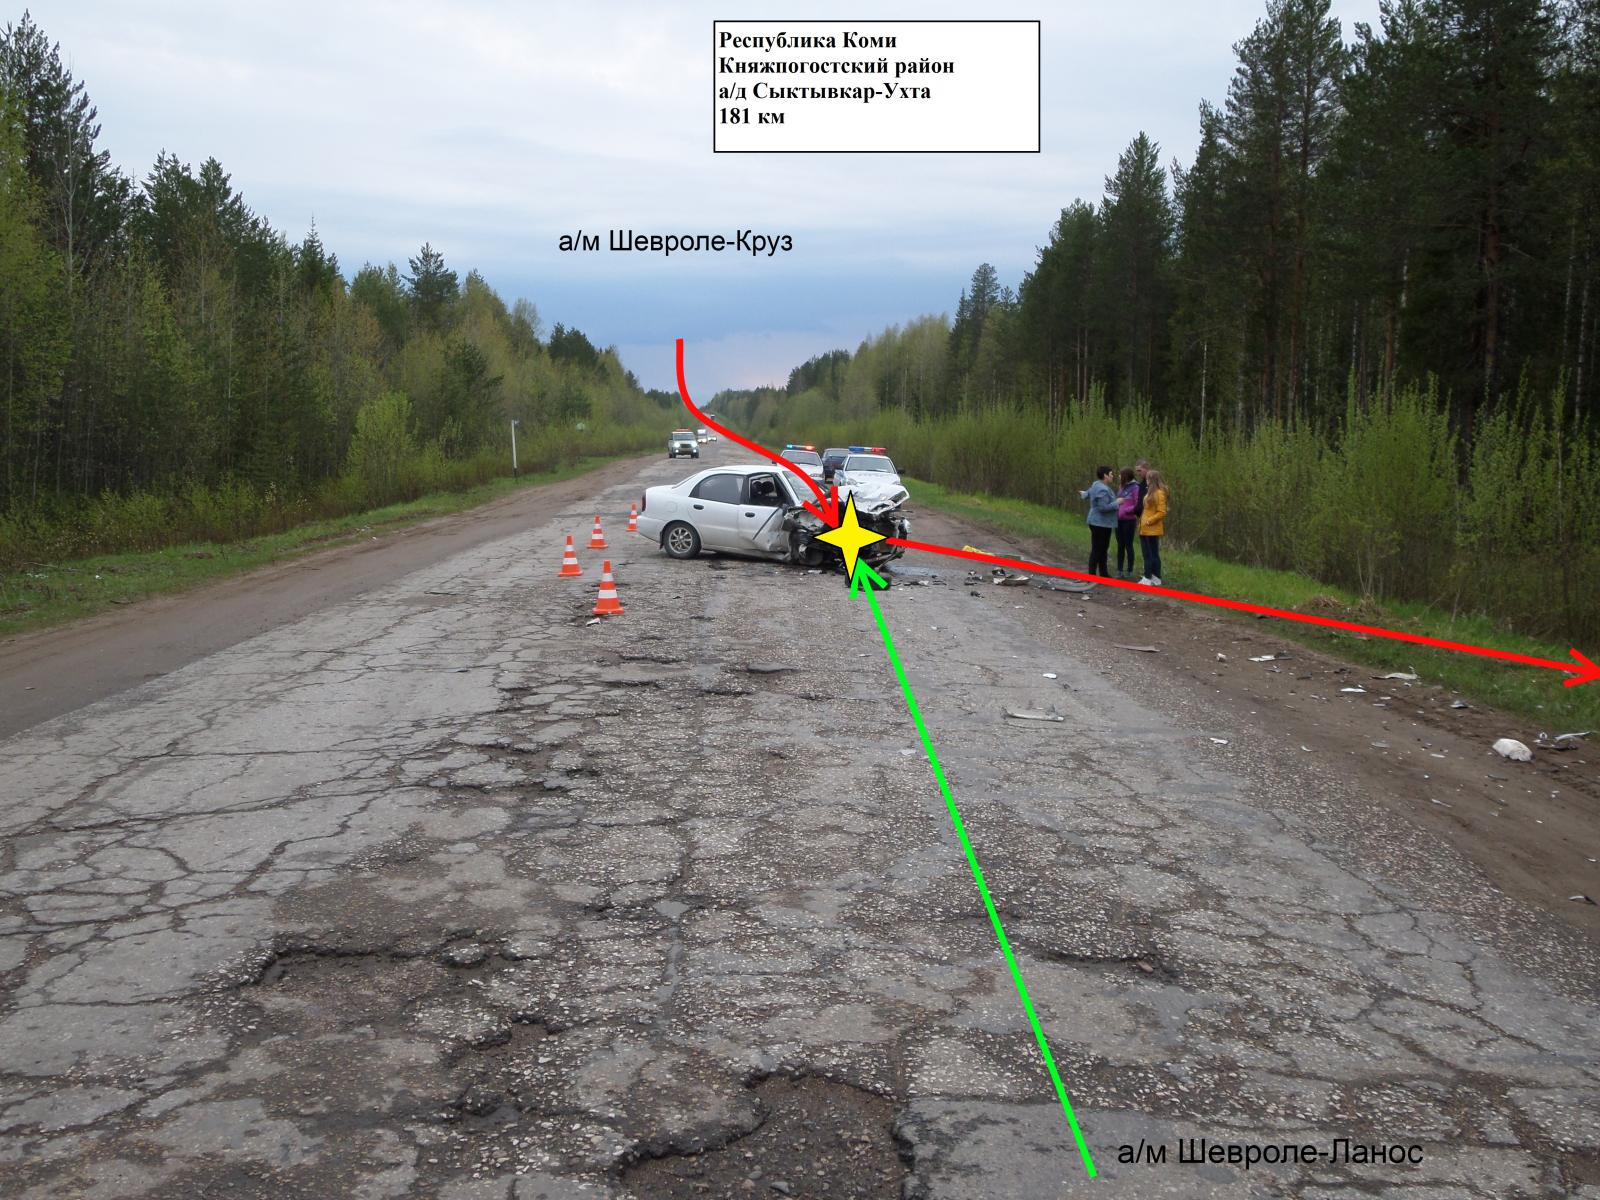 Республика Коми
Княжпогостский район
а/д Сыктывкар-Ухта
181 км
а/м Шевроле-Круз
а/м Шевроле-Ланос